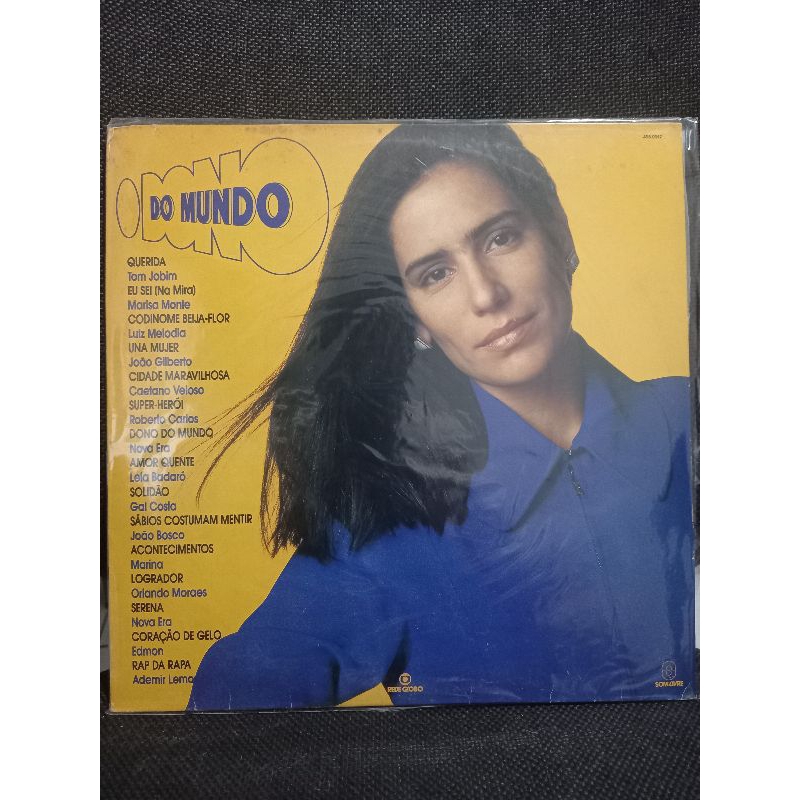 O DONO
DO MUNDO
QUERIDA
Tom Jobim
EU SEI (Na Mira)
Marisa Monte
CODINOME BEIJA-FLOR
Luiz Melodia
UNA MUJER
João Gilberto
CIDADE MARAVILHOSA
Caetano Veloso
SUPER-HERÓI
Roberto Carlos
DONO DO MUNDO
Nova Era
AMOR QUENTE
Leila Badaró
SOLIDÃO
Gal Costa
SÁBIOS COSTUMAM MENTIR
João Bosco
ACONTECIMENTOS
Marina
LOGRADOR
Orlando Moraes
SERENA
Nova Era
CORAÇÃO DE GELO
Edmon
RAP DA RAPA
Ademir Lemo
REDE GLOBO
SOM LIVRE